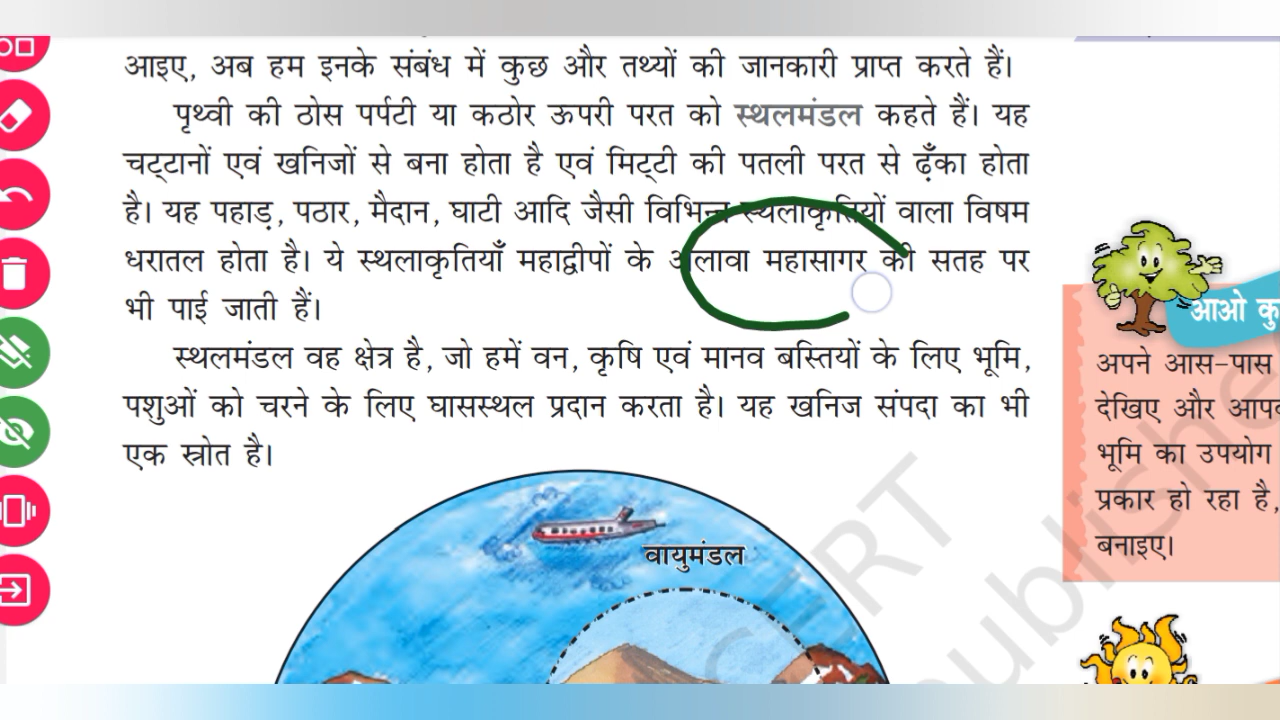 आइए, अब हम इनके संबंध में कुछ और तथ्यों की जानकारी प्राप्त करते हैं।
पृथ्वी की ठोस पर्पटी या कठोर ऊपरी परत को स्थलमंडल कहते हैं। यह
चट्टानों एवं खनिजों से बना होता है एवं मिट्टी की पतली परत से ढ़ँका होता
है। यह पहाड़, पठार, मैदान, घाटी आदि जैसी विभिन्न स्थलाकृतियों वाला विषम
धरातल होता है। ये स्थलाकृतियाँ महाद्वीपों के अलावा महासागर की सतह पर
भी पाई जाती हैं।
स्थलमंडल वह क्षेत्र है, जो हमें वन, कृषि एवं मानव बस्तियों के लिए भूमि,
पशुओं को चरने के लिए घासस्थल प्रदान करता है। यह खनिज संपदा का भी
एक स्रोत है।
वायुमंडल
आओ कु
अपने आस-पास
देखिए और आपव
भूमि का उपयोग
प्रकार हो रहा है,
बनाइए।